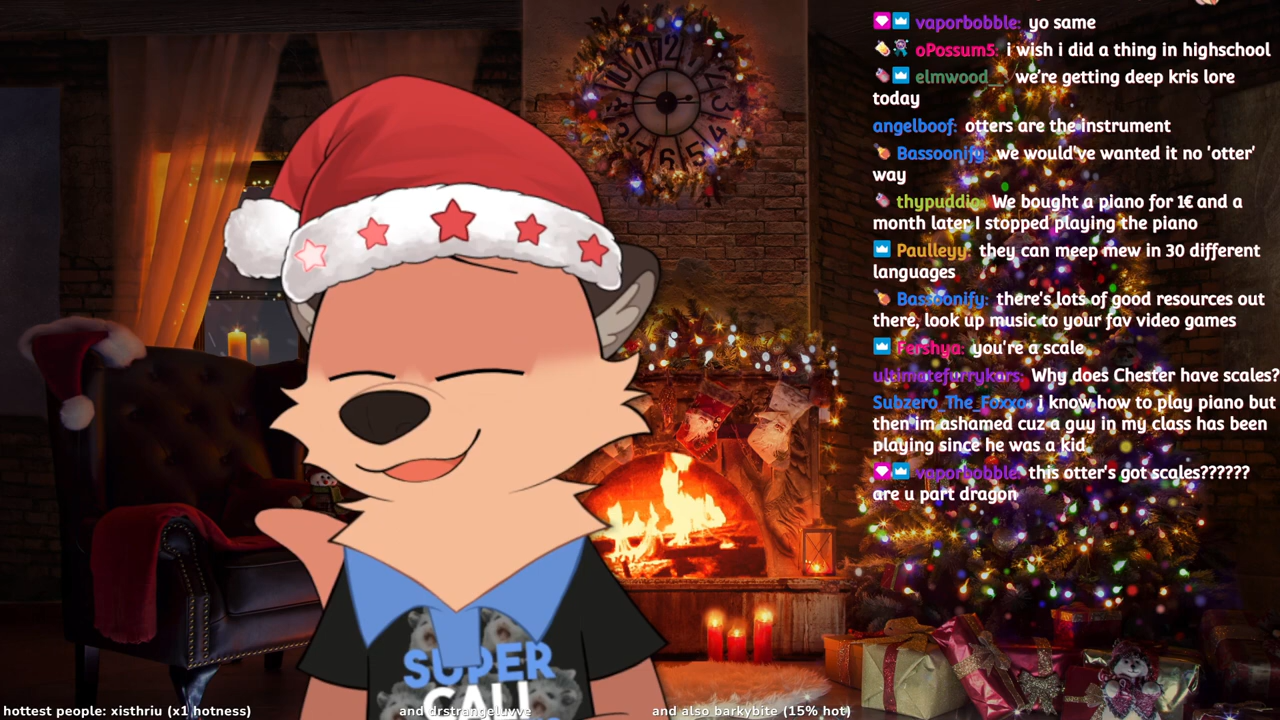 vaporbobble: yo same
oPossum5: i wish i did a thing in highschool
elmwood__: we're getting deep kris lore
today
angelboof: otters are the instrument
Bassoonify: we would've wanted it no 'otter'
way
thypuddio: We bought a piano for 1€ and a
month later I stopped playing the piano
Paulleyy: they can meep mew in 30 different
languages
Bassoonify: there's lots of good resources out
there, look up music to your fav video games
Fershya: you're a scale
ultimatefurrykars: Why does Chester have scales?
Subzero_The_Foxxo: i know how to play piano but
then im ashamed cuz a guy in my class has been
playing since he was a kid
vaporbobble: this otter's got scales??????
are u part dragon
SUPER
CALI
hottest people: xisthriu (x1 hotness)
and drstrangeluvve
and also barkybite (15% hot)